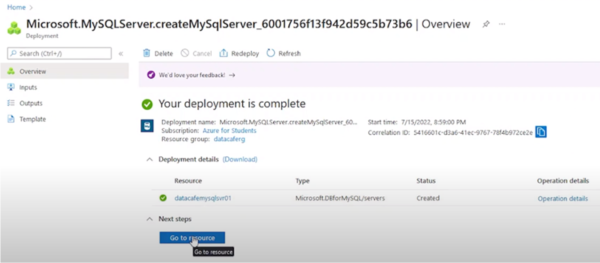 Home >
Microsoft.MySQLServer.createMySqlServer_6001756f13f942d59c5b73b6 | Overview
Deployment
Search (Ctrl+/)
Delete Cancel Redeploy Refresh
Overview
We'd love your feedback! →
Inputs
Outputs
Your deployment is complete
Template
Deployment name: Microsoft.MySQLServer.createMySqlServer_60... Start time: 7/15/2022, 8:59:00 PM
Subscription: Azure for Students Correlation ID: 5416601c-d3a6-41ec-9767-78f4b972ce2e
Resource group: datacaferg
Deployment details (Download)
Resource Type Status Operation details
datacafemysqlsvr01 Microsoft.DBforMySQL/servers Created Operation details
Next steps
Go to resource
Go to resource